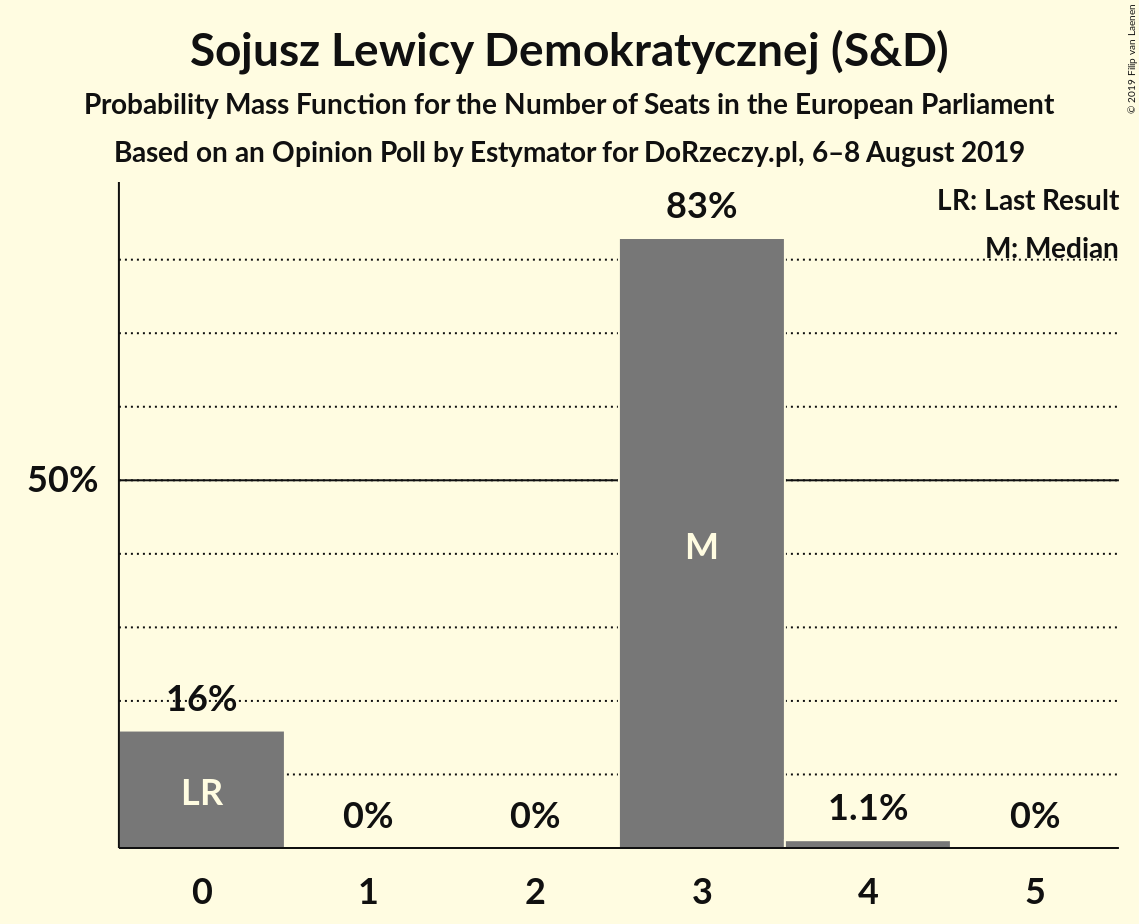 Sojusz Lewicy Demokratycznej (S&D)
Probability Mass Function for the Number of Seats in the European Parliament
Based on an Opinion Poll by Estymator for DoRzeczy.pl, 6–8 August 2019
© 2019 Filip van Laenen
LR: Last Result
M: Median
83%
50%
M
16%
LR
0%
0%
1.1%
0%
0 1 2 3 4 5